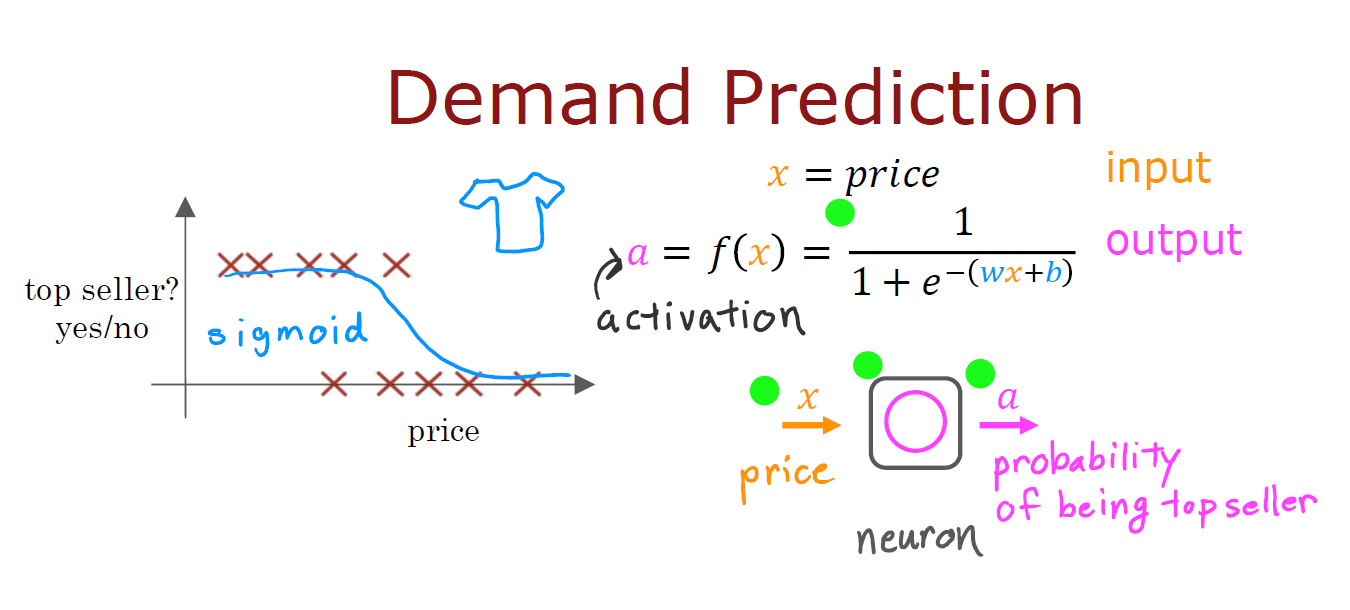 Demand Prediction
x = price
input
a = f(x) = 1 / (1 + e^{-(wx+b)})
output
activation
top seller?
yes/no
sigmoid
price
x
a
price
probability
of being top seller
neuron